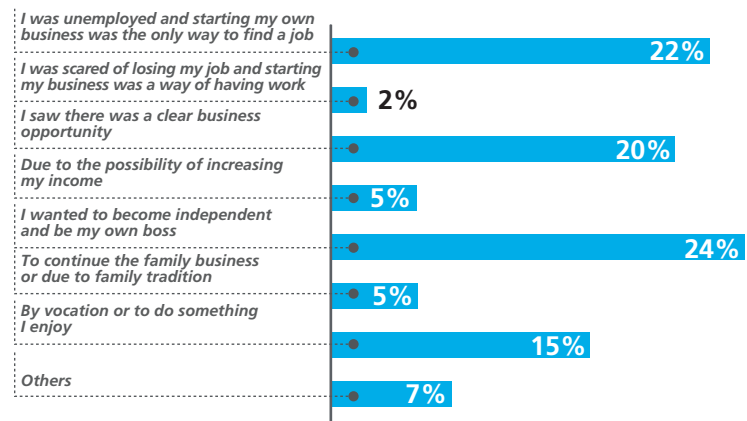 I was unemployed and starting my own
business was the only way to find a job
22%
I was scared of losing my job and starting
my business was a way of having work
2%
I saw there was a clear business
opportunity
20%
Due to the possibility of increasing
my income
5%
I wanted to become independent
and be my own boss
24%
To continue the family business
or due to family tradition
5%
By vocation or to do something
I enjoy
15%
Others
7%